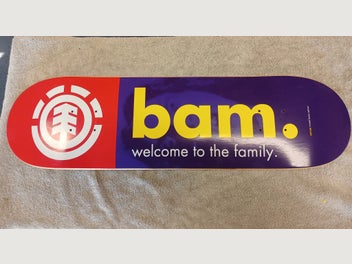 bam.
welcome to the family.